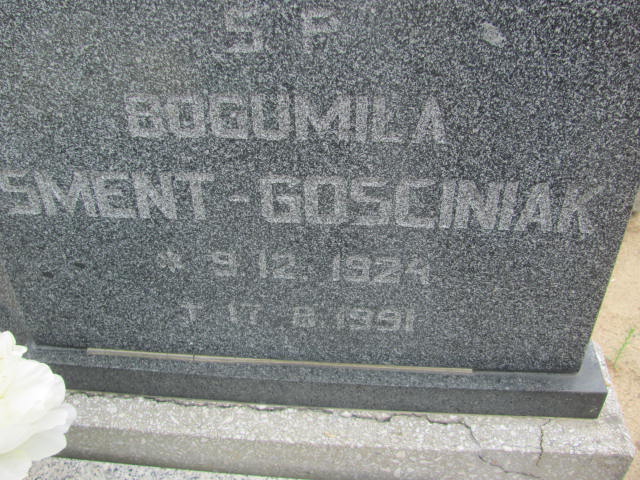 S P
BOGUMIŁA
SMENT-GOSCINIAK
* 9.12.1924
† 17.8.1991